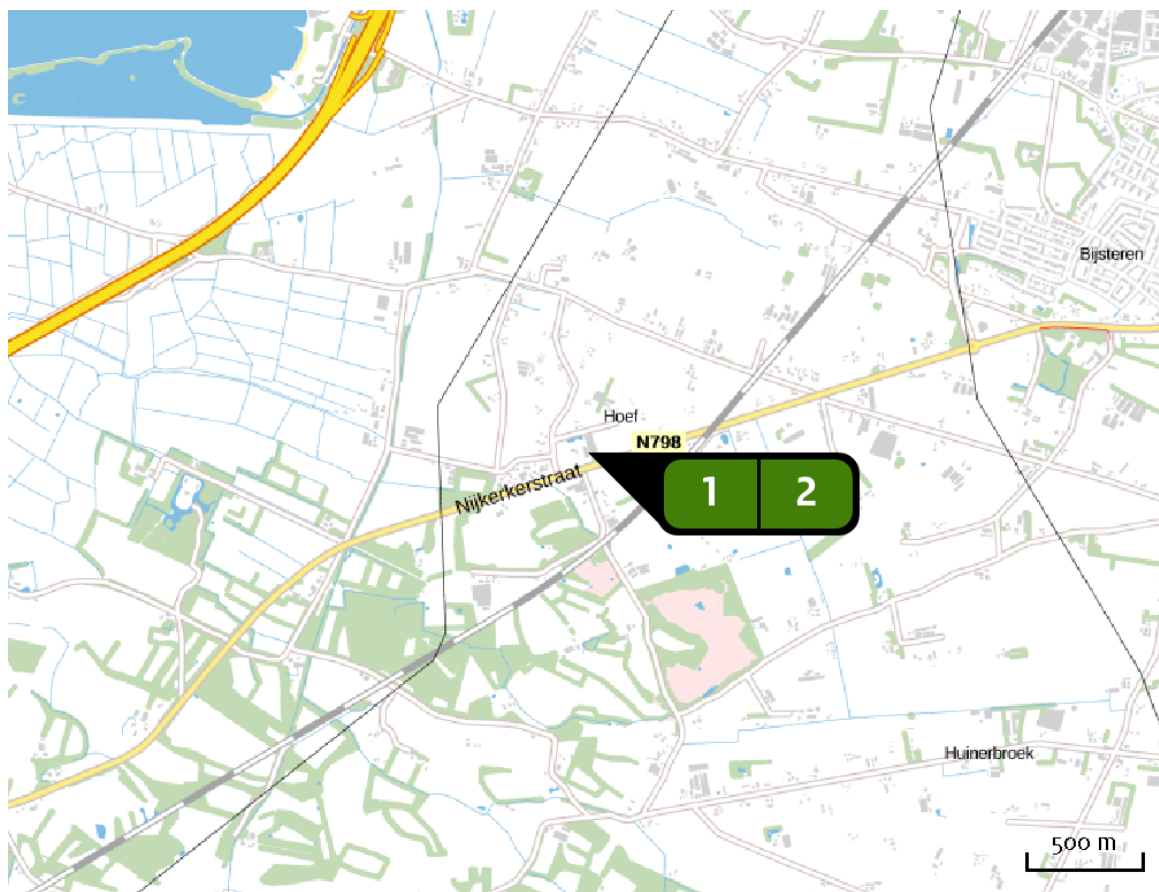 Bijsteren
Hoef
N798
Nijkerkerstraat
1 2
Huinerbroek
500 m